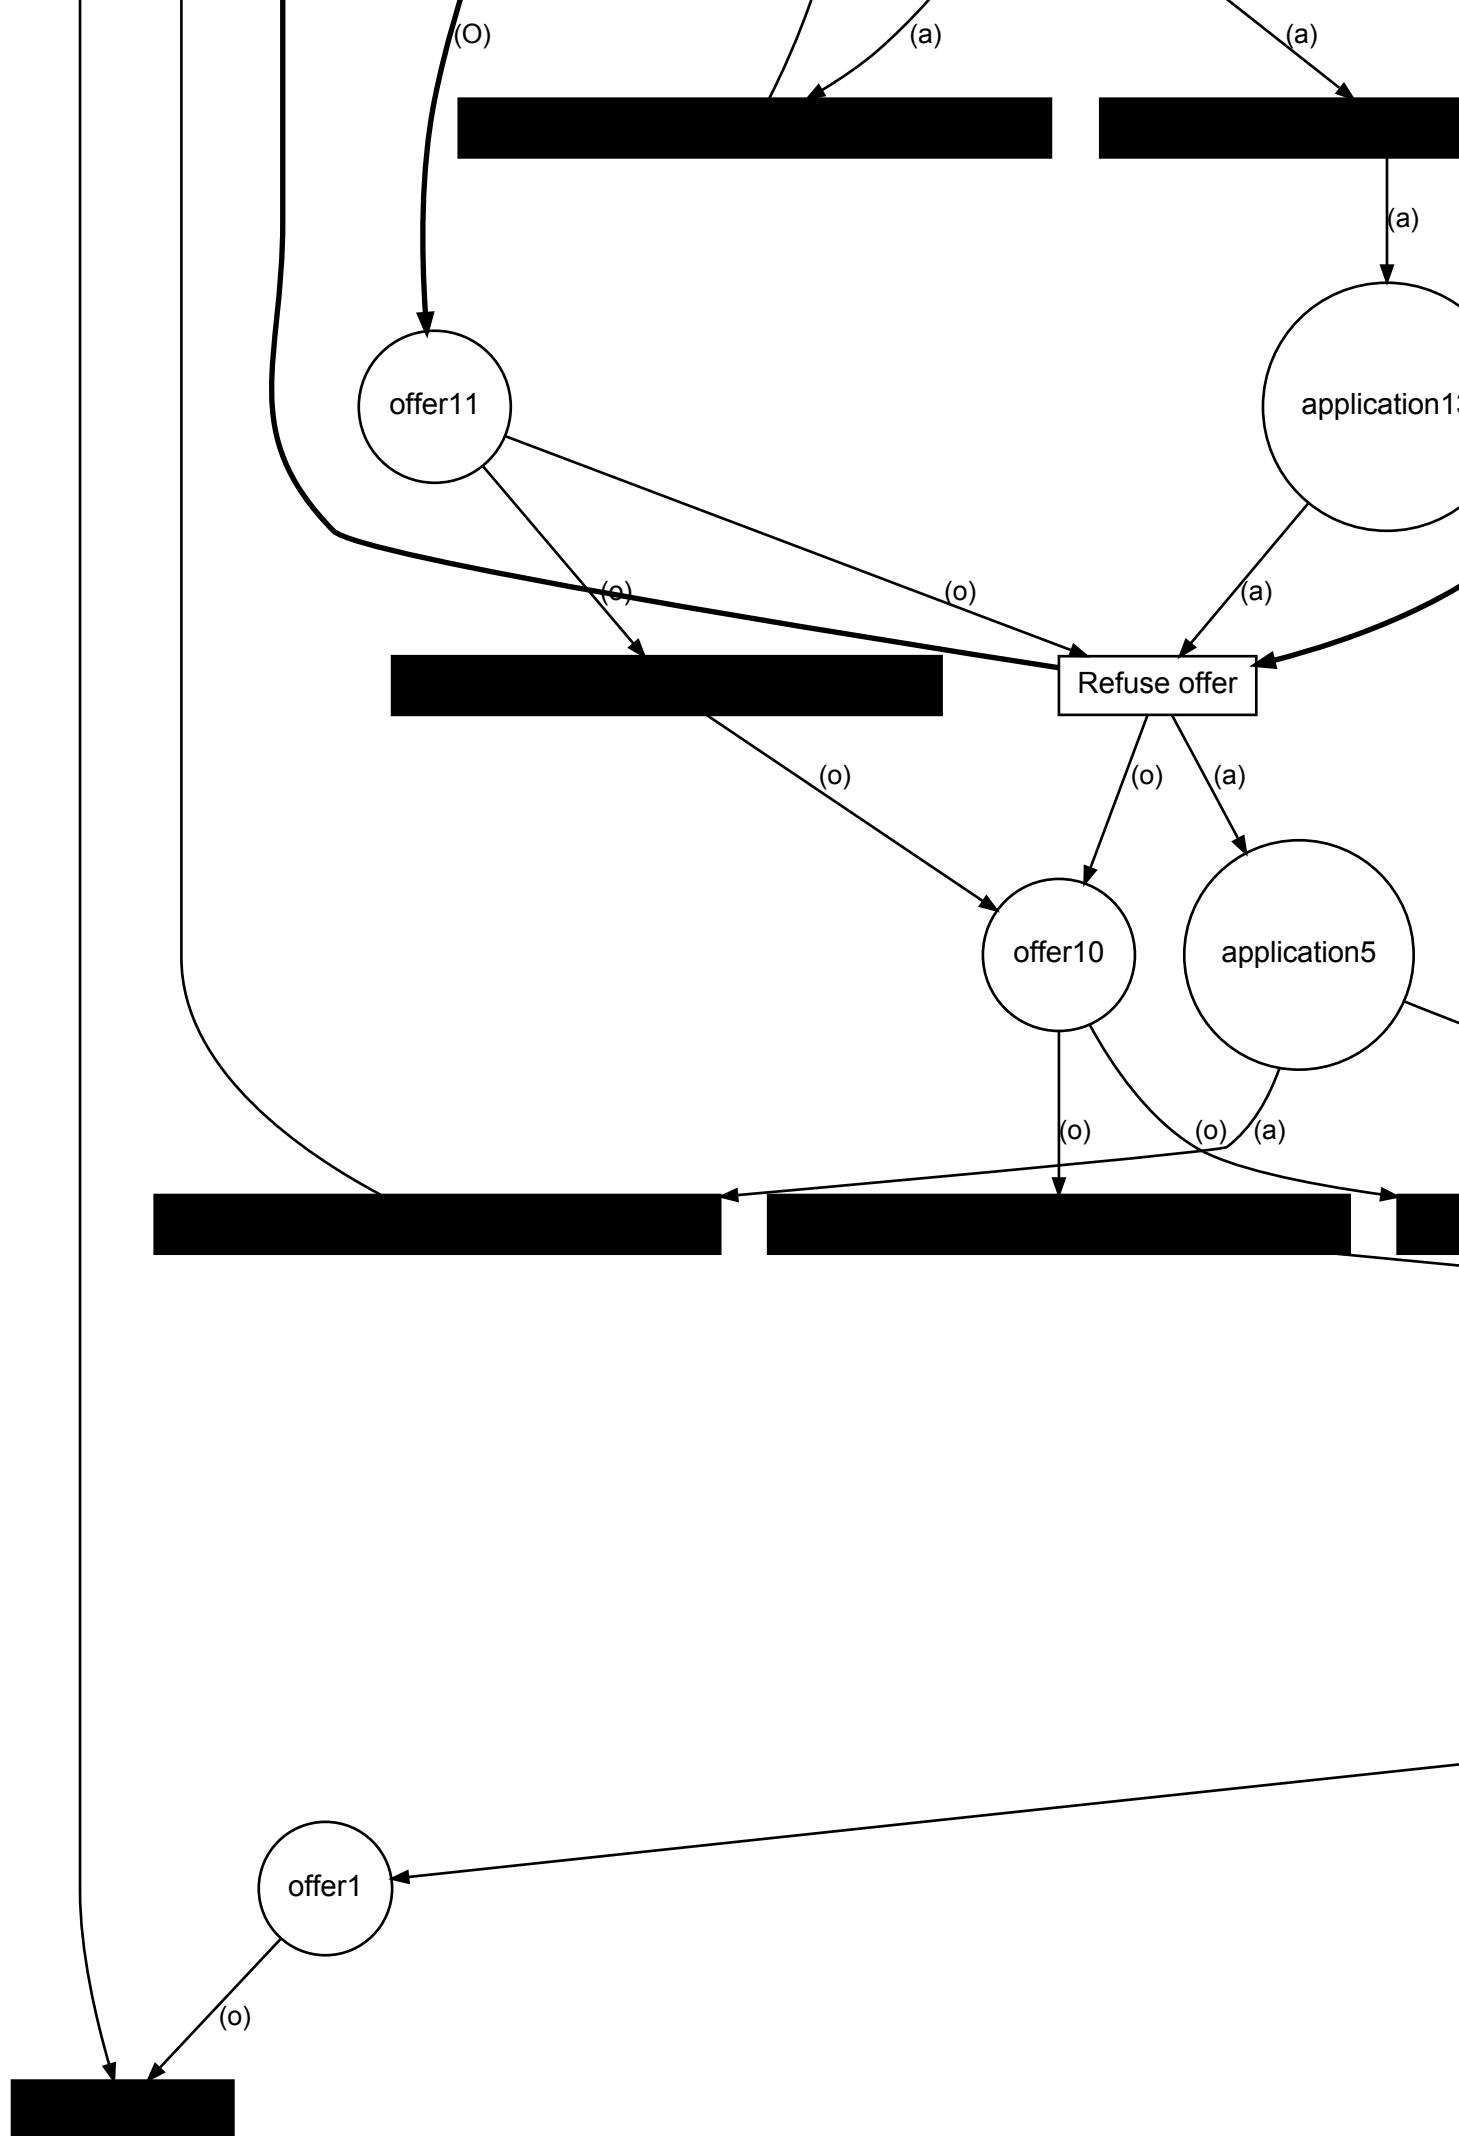 (O)
(a)
(a)
(a)
offer11
application13
(o)
(o)
(a)
Refuse offer
(o)
(o)
(a)
offer10
application5
(o)
(o)
(a)
offer1
(o)